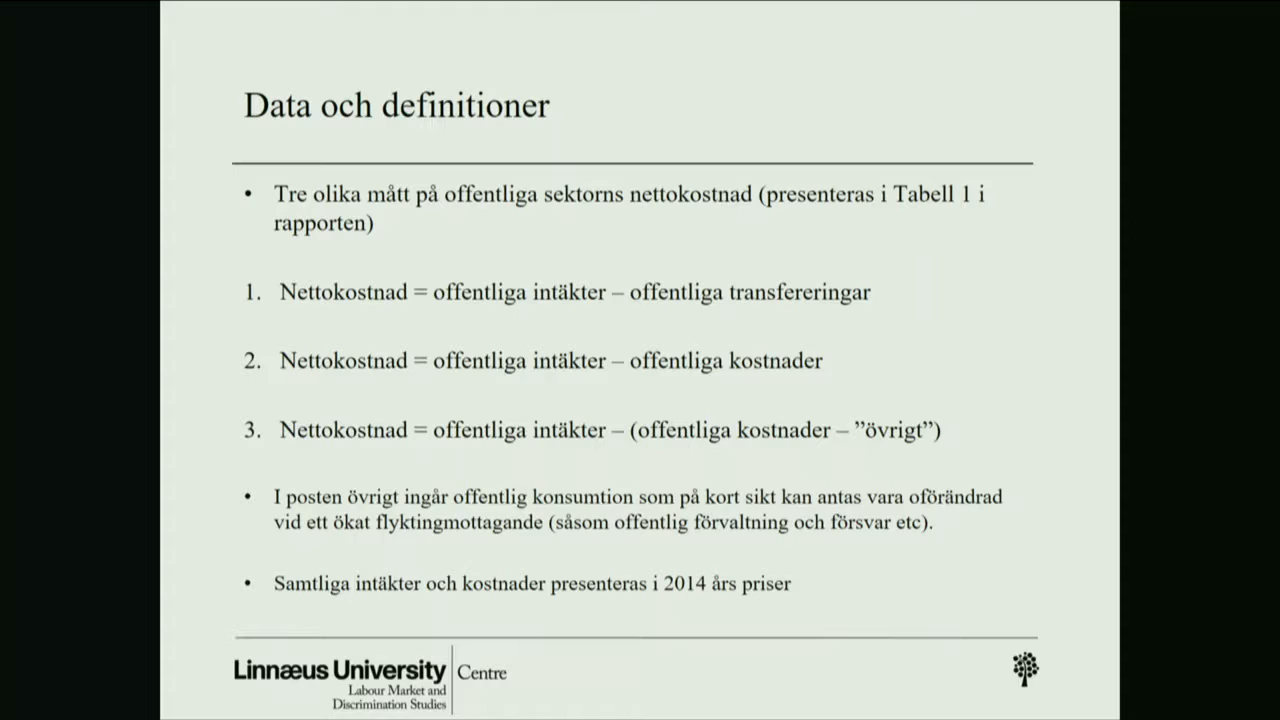 Data och definitioner
• Tre olika mått på offentliga sektorns nettokostnad (presenteras i Tabell 1 i
rapporten)
1. Nettokostnad = offentliga intäkter – offentliga transfereringar
2. Nettokostnad = offentliga intäkter – offentliga kostnader
3. Nettokostnad = offentliga intäkter – (offentliga kostnader – ”övrigt”)
• I posten övrigt ingår offentlig konsumtion som på kort sikt kan antas vara oförändrad
vid ett ökat flyktingmottagande (såsom offentlig förvaltning och försvar etc).
• Samtliga intäkter och kostnader presenteras i 2014 års priser
Linnæus University Centre
Labour Market and
Discrimination Studies